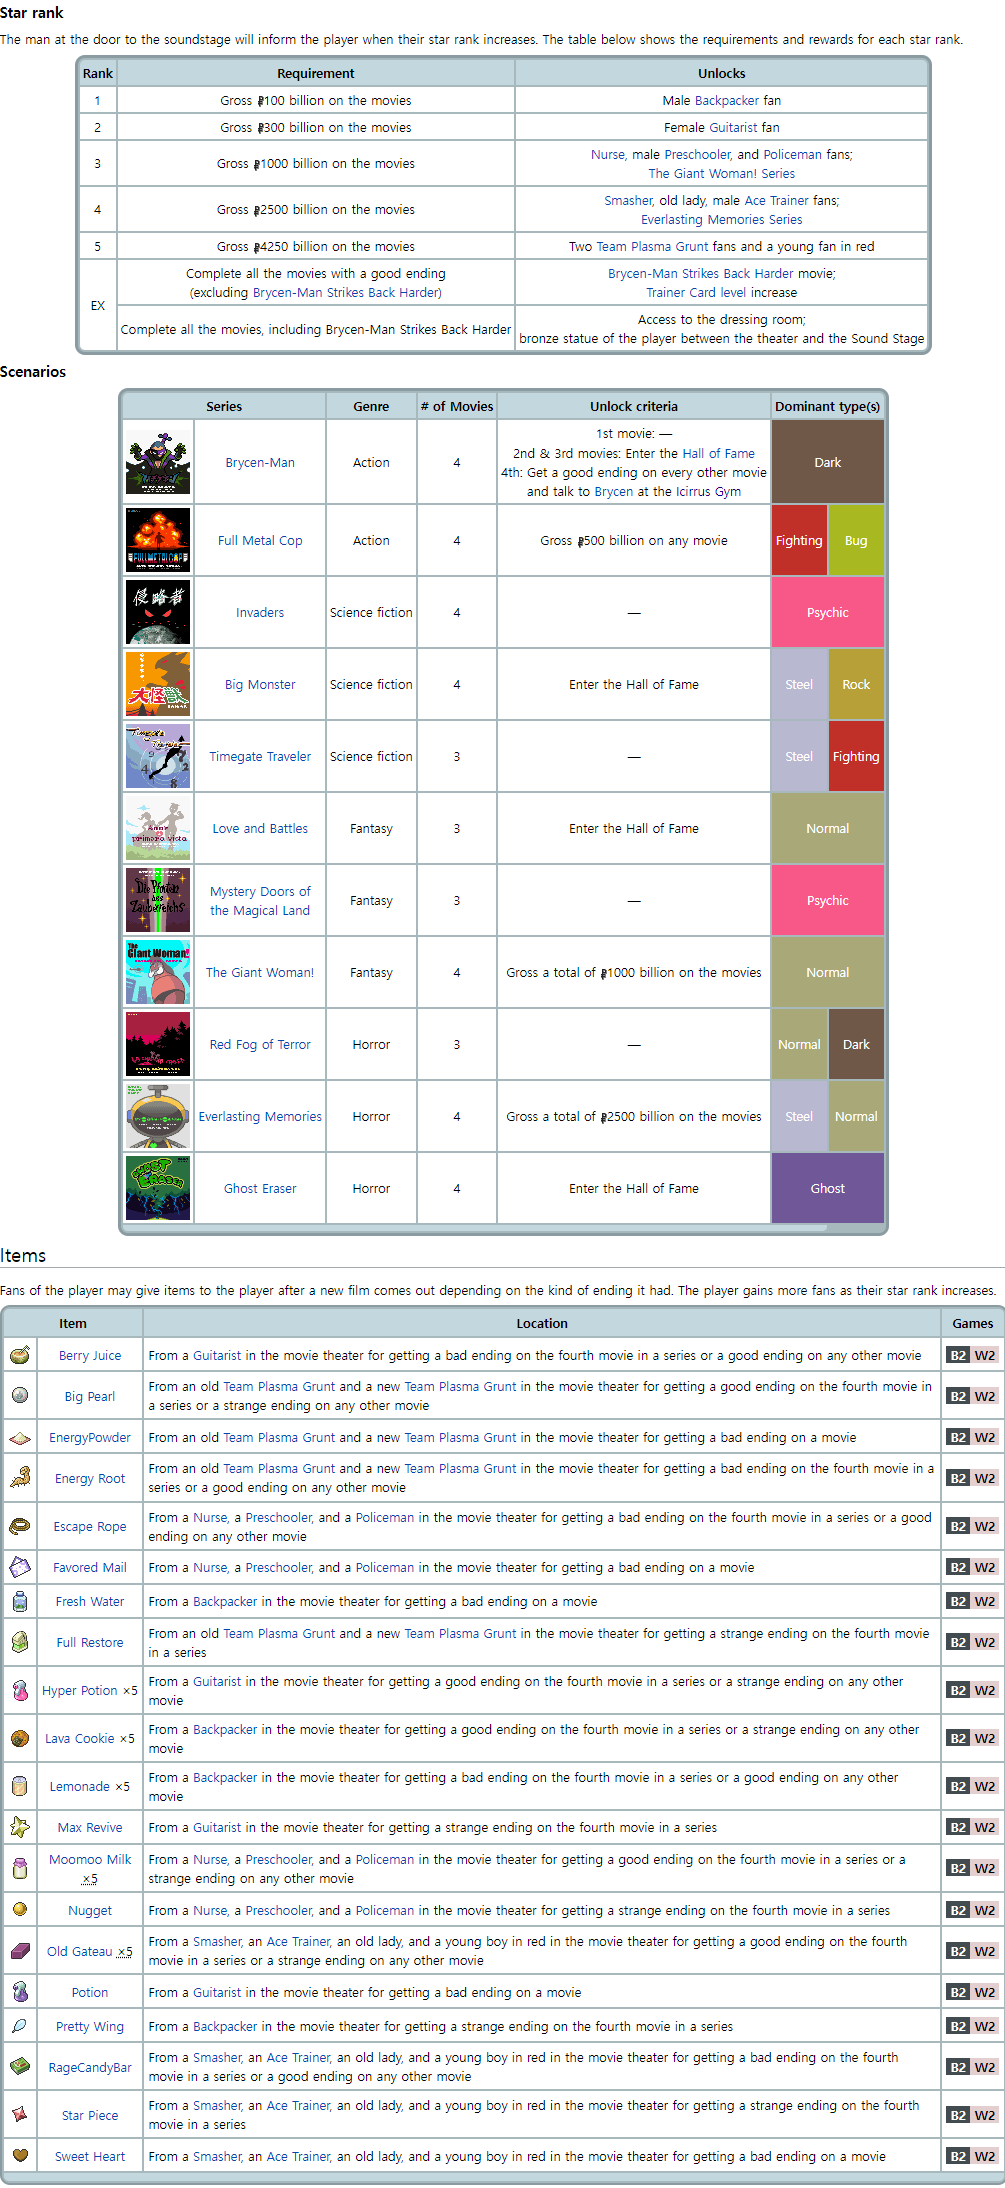 Star rank
The man at the door to the soundstage will inform the player when their star rank increases. The table below shows the requirements and rewards for each star rank.
Rank Requirement Unlocks
1 Gross ₽100 billion on the movies Male Backpacker fan
2 Gross ₽300 billion on the movies Female Guitarist fan
3 Gross ₽1000 billion on the movies Nurse, male Preschooler, and Policeman fans;
The Giant Woman! Series
4 Gross ₽2500 billion on the movies Smasher, old lady, male Ace Trainer fans;
Everlasting Memories Series
5 Gross ₽4250 billion on the movies Two Team Plasma Grunt fans and a young fan in red
EX Complete all the movies with a good ending
(excluding Brycen-Man Strikes Back Harder) Brycen-Man Strikes Back Harder movie;
Trainer Card level increase
Complete all the movies, including Brycen-Man Strikes Back Harder Access to the dressing room;
bronze statue of the player between the theater and the Sound Stage
Scenarios
Series Genre # of Movies Unlock criteria Dominant type(s)
Brycen-Man Action 4 1st movie: —
2nd & 3rd movies: Enter the Hall of Fame
4th: Get a good ending on every other movie
and talk to Brycen at the Icirrus Gym Dark
Full Metal Cop Action 4 Gross ₽500 billion on any movie Fighting Bug
侵略者
Invaders Science fiction 4 — Psychic
大怪獣
Big Monster Science fiction 4 Enter the Hall of Fame Steel Rock
Timegate Traveler
Timegate Traveler Science fiction 3 — Steel Fighting
primera vista
Love and Battles Fantasy 3 Enter the Hall of Fame Normal
Die Pforten
des
Zauberreichs
Mystery Doors of
the Magical Land Fantasy 3 — Psychic
The
Giant Woman!
The Giant Woman! Fantasy 4 Gross a total of ₽1000 billion on the movies Normal
Red Fog of Terror Horror 3 — Normal Dark
Everlasting Memories Horror 4 Gross a total of ₽2500 billion on the movies Steel Normal
GHOST
ERASER
Ghost Eraser Horror 4 Enter the Hall of Fame Ghost
Items
Fans of the player may give items to the player after a new film comes out depending on the kind of ending it had. The player gains more fans as their star rank increases.
Item Location Games
Berry Juice From a Guitarist in the movie theater for getting a bad ending on the fourth movie in a series or a good ending on any other movie B2 W2
Big Pearl From an old Team Plasma Grunt and a new Team Plasma Grunt in the movie theater for getting a good ending on the fourth movie in
a series or a strange ending on any other movie B2 W2
EnergyPowder From an old Team Plasma Grunt and a new Team Plasma Grunt in the movie theater for getting a bad ending on a movie B2 W2
Energy Root From an old Team Plasma Grunt and a new Team Plasma Grunt in the movie theater for getting a bad ending on the fourth movie in a
series or a good ending on any other movie B2 W2
Escape Rope From a Nurse, a Preschooler, and a Policeman in the movie theater for getting a bad ending on the fourth movie in a series or a good
ending on any other movie B2 W2
Favored Mail From a Nurse, a Preschooler, and a Policeman in the movie theater for getting a bad ending on a movie B2 W2
Fresh Water From a Backpacker in the movie theater for getting a bad ending on a movie B2 W2
Full Restore From an old Team Plasma Grunt and a new Team Plasma Grunt in the movie theater for getting a strange ending on the fourth movie
in a series B2 W2
Hyper Potion ×5 From a Guitarist in the movie theater for getting a good ending on the fourth movie in a series or a strange ending on any other
movie B2 W2
Lava Cookie ×5 From a Backpacker in the movie theater for getting a good ending on the fourth movie in a series or a strange ending on any other
movie B2 W2
Lemonade ×5 From a Backpacker in the movie theater for getting a bad ending on the fourth movie in a series or a good ending on any other
movie B2 W2
Max Revive From a Guitarist in the movie theater for getting a strange ending on the fourth movie in a series B2 W2
Moomoo Milk
×5 From a Nurse, a Preschooler, and a Policeman in the movie theater for getting a good ending on the fourth movie in a series or a
strange ending on any other movie B2 W2
Nugget From a Nurse, a Preschooler, and a Policeman in the movie theater for getting a strange ending on the fourth movie in a series B2 W2
Old Gateau ×5 From a Smasher, an Ace Trainer, an old lady, and a young boy in red in the movie theater for getting a good ending on the fourth
movie in a series or a strange ending on any other movie B2 W2
Potion From a Guitarist in the movie theater for getting a bad ending on a movie B2 W2
Pretty Wing From a Backpacker in the movie theater for getting a strange ending on the fourth movie in a series B2 W2
RageCandyBar From a Smasher, an Ace Trainer, an old lady, and a young boy in red in the movie theater for getting a bad ending on the fourth
movie in a series or a good ending on any other movie B2 W2
Star Piece From a Smasher, an Ace Trainer, an old lady, and a young boy in red in the movie theater for getting a strange ending on the fourth
movie in a series B2 W2
Sweet Heart From a Smasher, an Ace Trainer, an old lady, and a young boy in red in the movie theater for getting a bad ending on a movie B2 W2